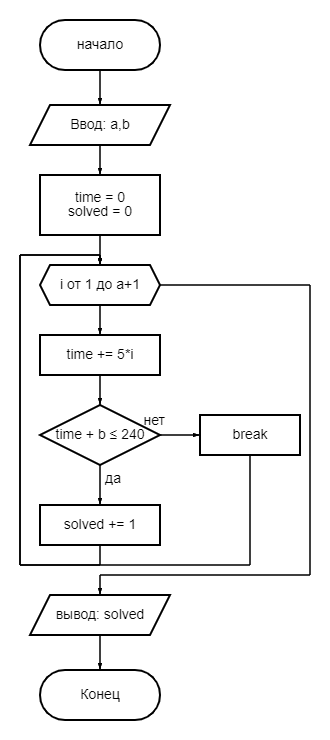 начало
Ввод: a,b
time = 0
solved = 0
i от 1 до a+1
time += 5*i
нет
time + b ≤ 240
break
да
solved += 1
вывод: solved
Конец